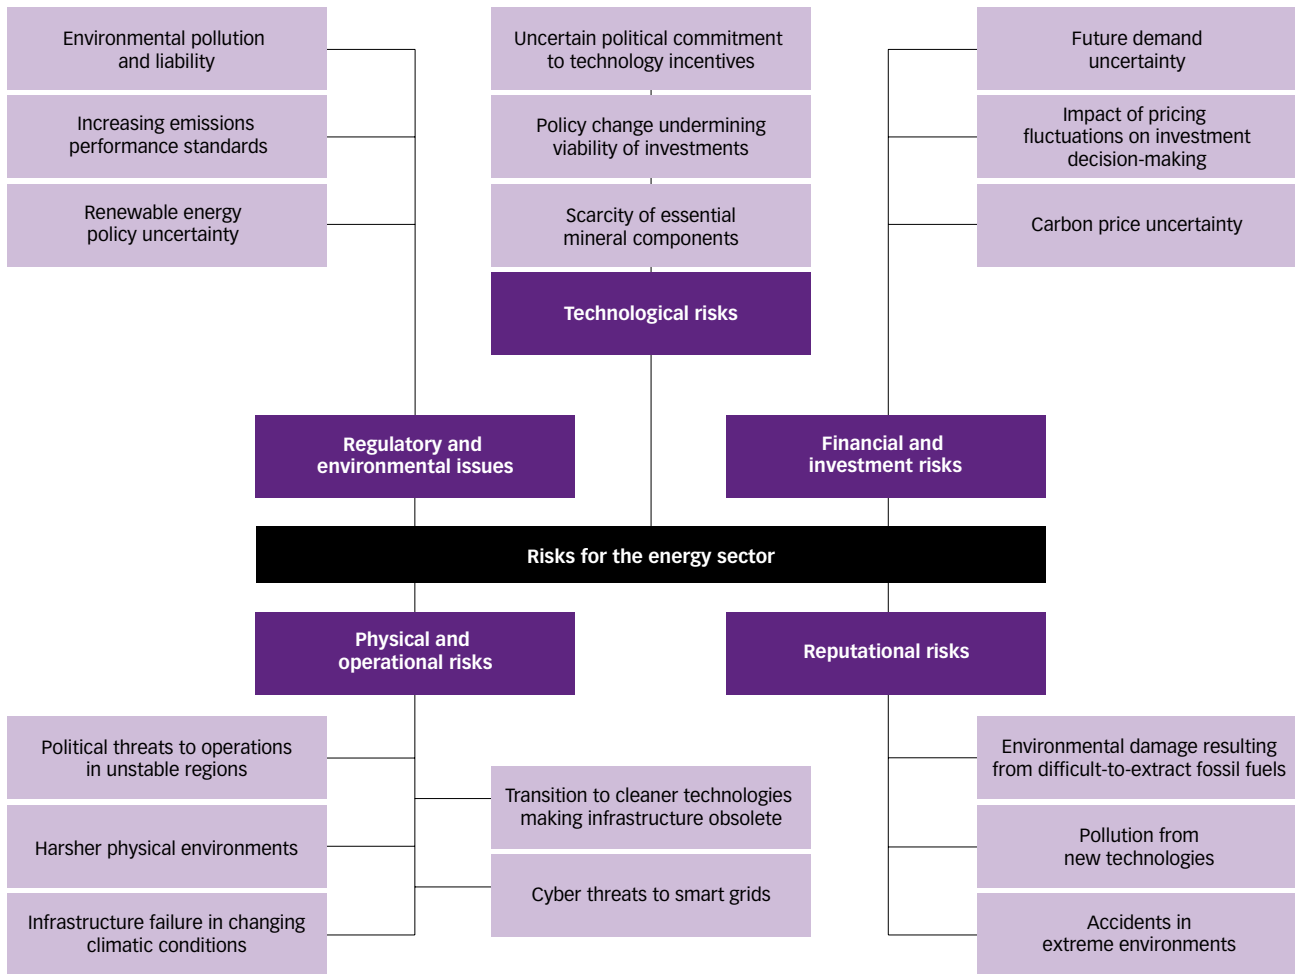 Environmental pollution
and liability
Increasing emissions
performance standards
Renewable energy
policy uncertainty
Uncertain political commitment
to technology incentives
Policy change undermining
viability of investments
Scarcity of essential
mineral components
Technological risks
Future demand
uncertainty
Impact of pricing
fluctuations on investment
decision-making
Carbon price uncertainty
Regulatory and
environmental issues
Financial and
investment risks
Risks for the energy sector
Physical and
operational risks
Reputational risks
Political threats to operations
in unstable regions
Harsher physical environments
Infrastructure failure in changing
climatic conditions
Transition to cleaner technologies
making infrastructure obsolete
Cyber threats to smart grids
Environmental damage resulting
from difficult-to-extract fossil fuels
Pollution from
new technologies
Accidents in
extreme environments